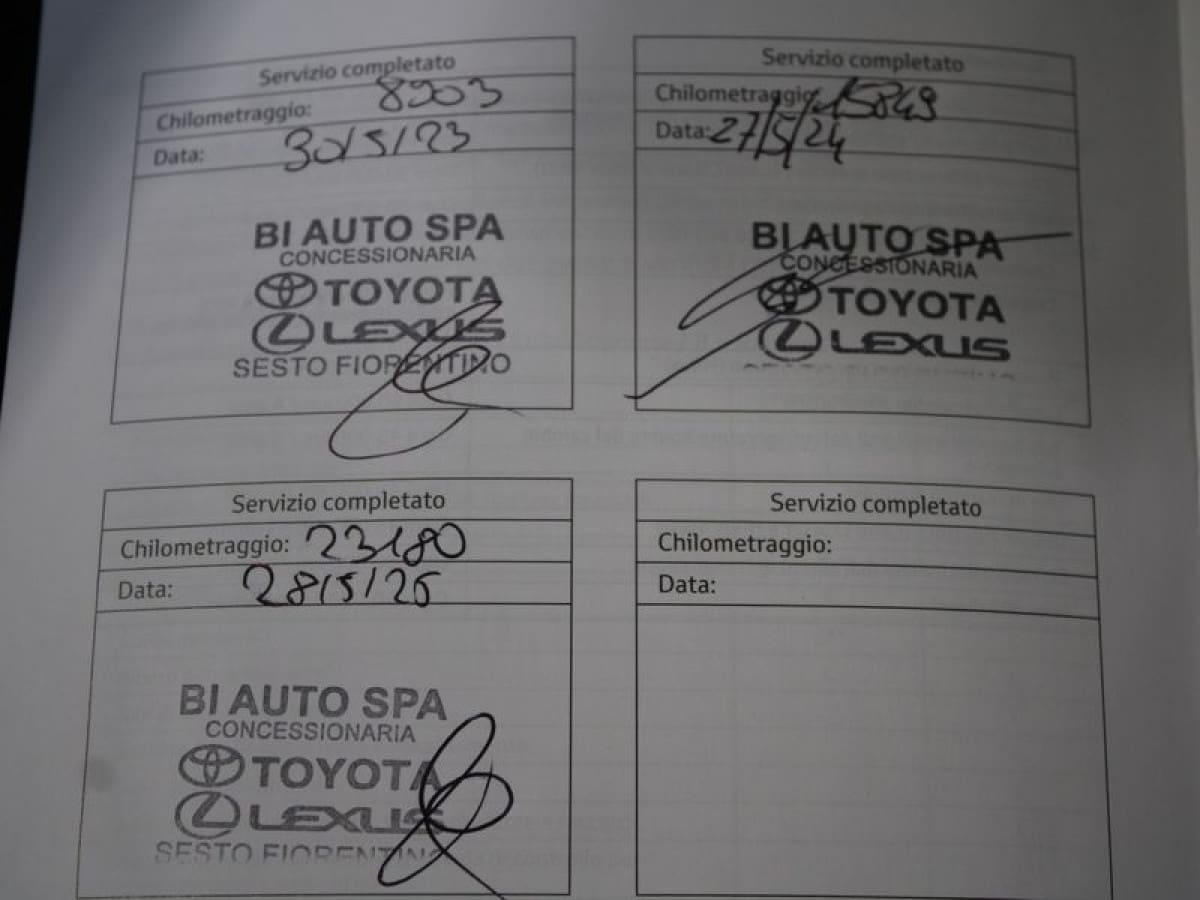 Servizio completato
Chilometraggio: 8903
Data: 30/5/23
BI AUTO SPA
CONCESSIONARIA
TOYOTA
LEXUS
SESTO FIORENTINO
Servizio completato
Chilometraggio: 15849
Data: 27/5/24
BI AUTO SPA
CONCESSIONARIA
TOYOTA
LEXUS
Servizio completato
Chilometraggio: 23180
Data: 28/5/25
BI AUTO SPA
CONCESSIONARIA
TOYOTA
LEXUS
SESTO FIORENTINO
Servizio completato
Chilometraggio:
Data: